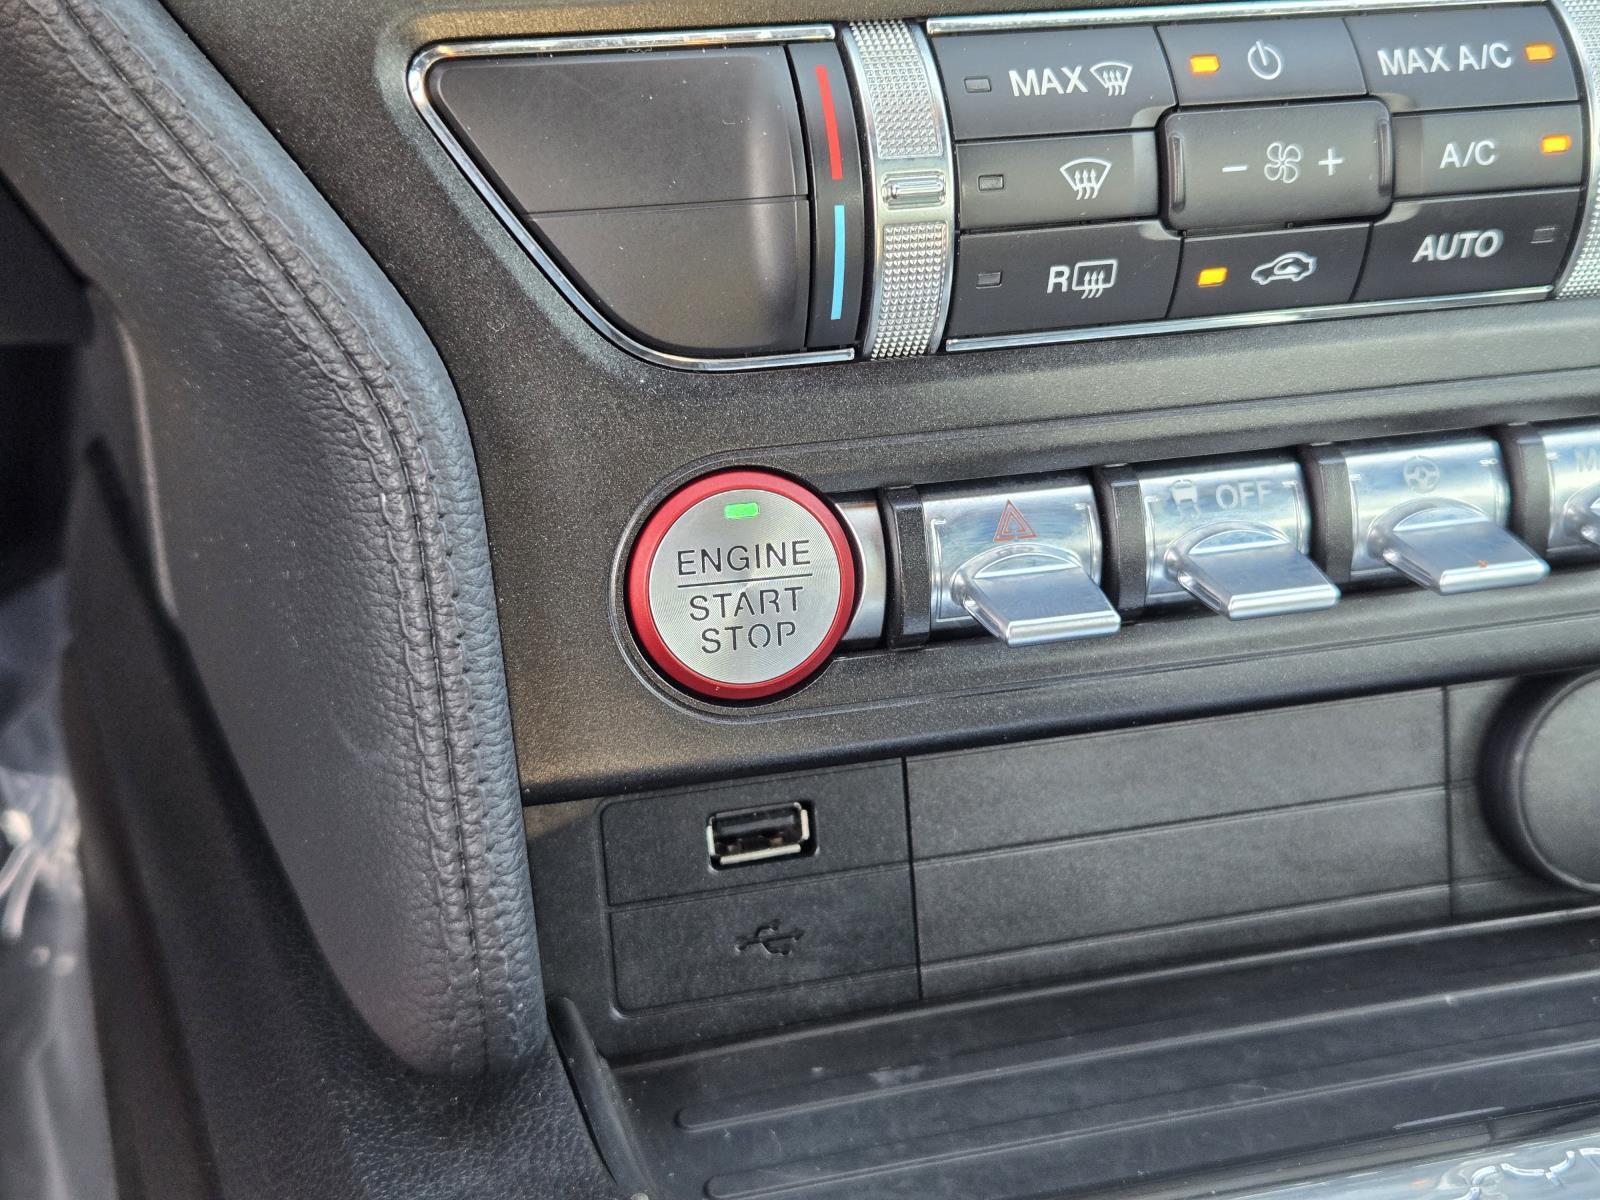 MAX
MAX A/C
- +
A/C
R
AUTO
ENGINE
START
STOP
OFF